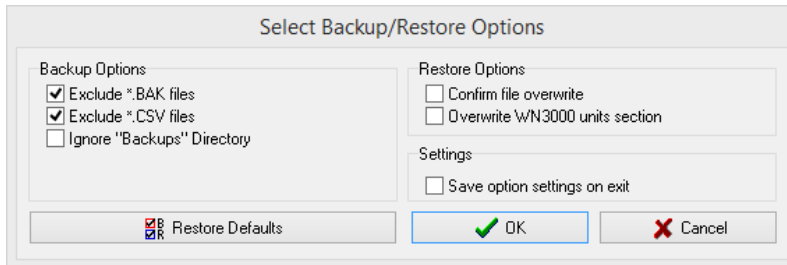 Select Backup/Restore Options
Backup Options
Exclude *.BAK files
Exclude *.CSV files
Ignore "Backups" Directory
Restore Options
Confirm file overwrite
Overwrite WN3000 units section
Settings
Save option settings on exit
B
R
Restore Defaults
OK
Cancel